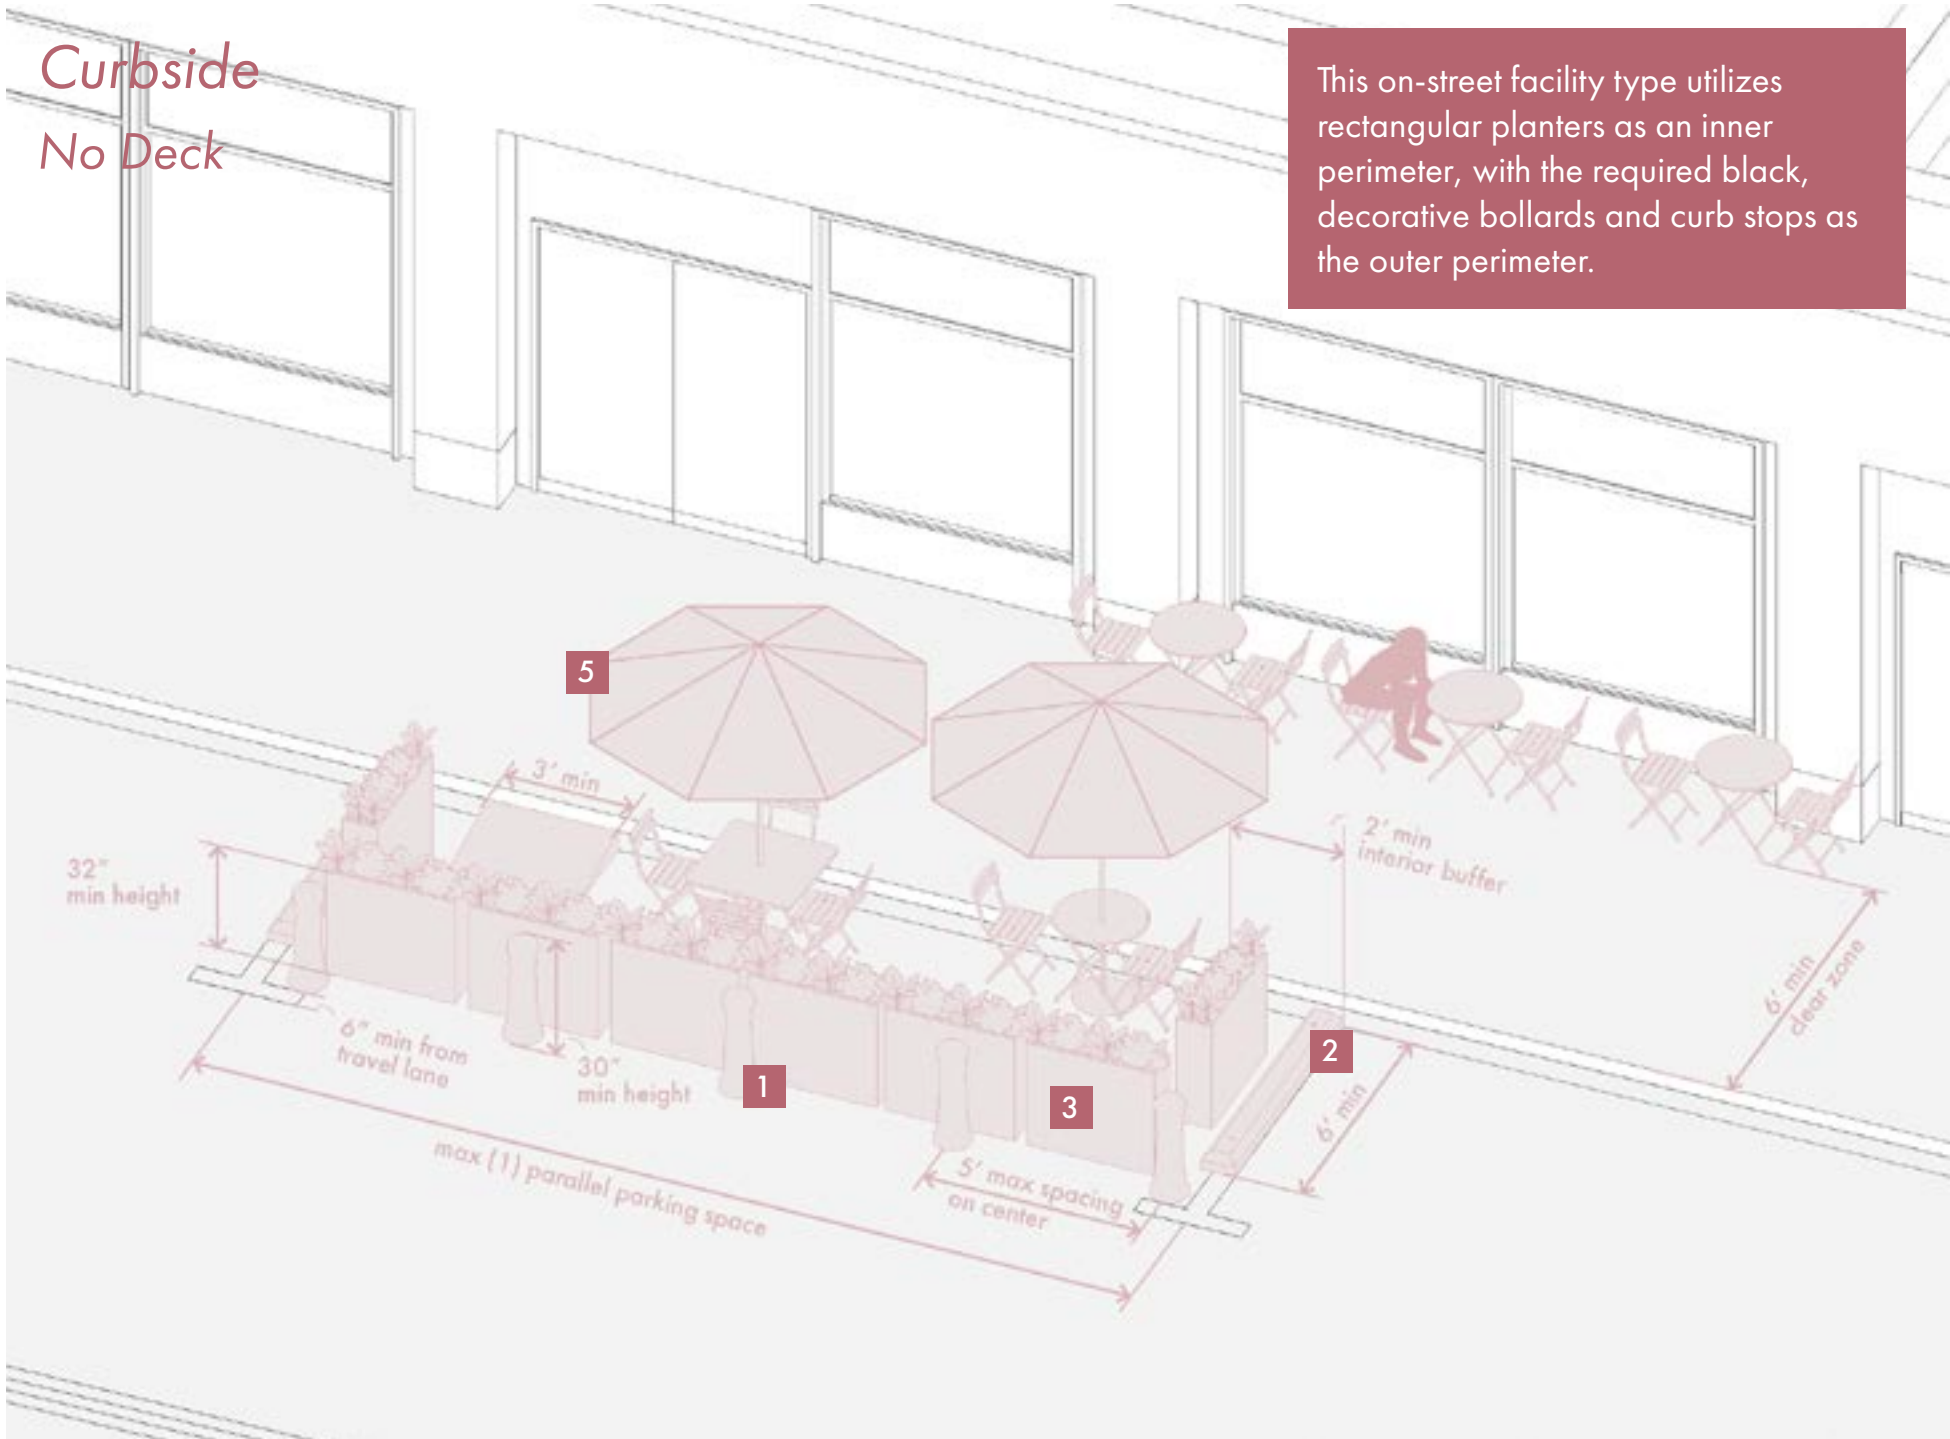 Curbside
No Deck
This on-street facility type utilizes
rectangular planters as an inner
perimeter, with the required black,
decorative bollards and curb stops as
the outer perimeter.
5
3' min
2' min
interior buffer
32"
min height
6' min
clear zone
6" min from
travel lane
30"
min height
1
2
3
6' min
max (1) parallel parking space
5' max spacing
on center